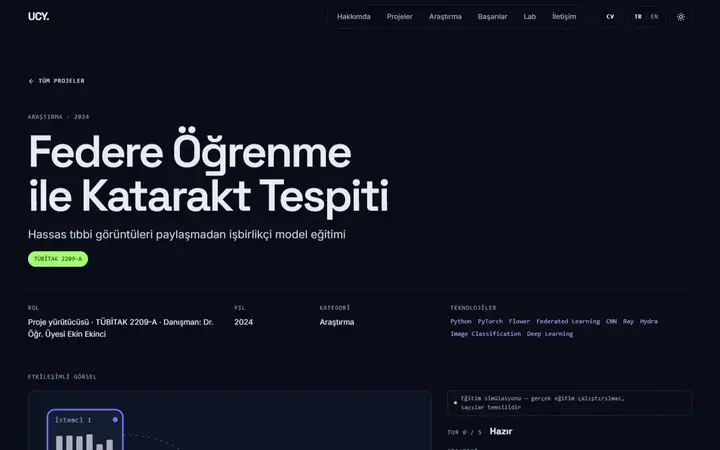 UCY.
Hakkımda Projeler Araştırma Başarılar Lab İletişim CV TR / EN
← TÜM PROJELER
ARAŞTIRMA · 2024
Federe Öğrenme
ile Katarakt Tespiti
Hassas tıbbi görüntüleri paylaşmadan işbirlikçi model eğitimi
TÜBİTAK 2209-A
ROL
Proje yürütücüsü · TÜBİTAK 2209-A · Danışman: Dr.
Öğr. Üyesi Ekin Ekinci
YIL
2024
KATEGORİ
Araştırma
TEKNOLOJİLER
Python PyTorch Flower Federated Learning CNN Ray Hydra
Image Classification Deep Learning
ETKİLEŞİMLİ GÖRSEL
İstemci 1
Eğitim simülasyonu — gerçek eğitim çalıştırılmaz,
sayılar temsilidir
TUR 0 / 5 Hazır